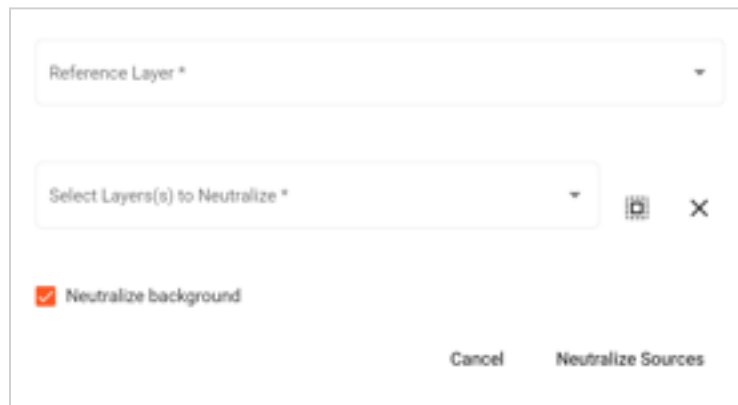 Reference Layer *
Select Layers(s) to Neutralize *
Neutralize background
Cancel Neutralize Sources